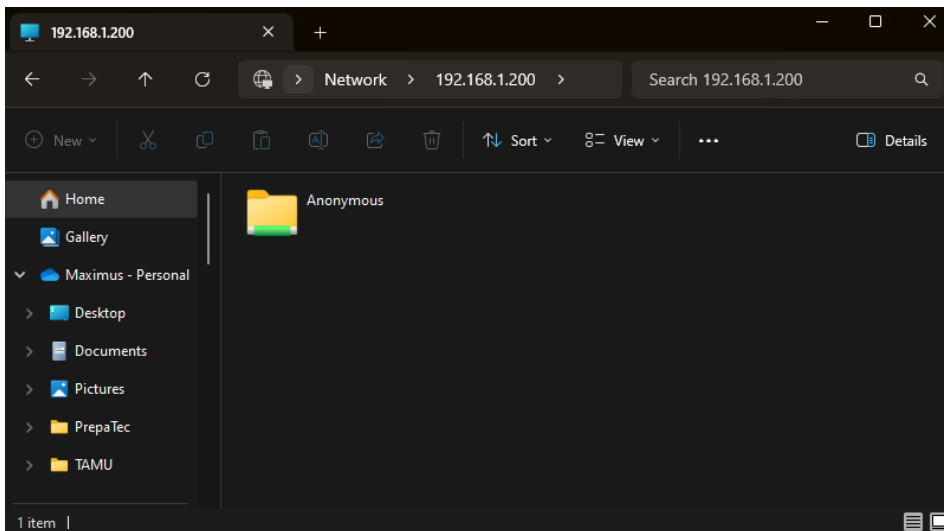 192.168.1.200
Network > 192.168.1.200 >
Search 192.168.1.200
New
Sort
View
Details
Home
Gallery
Maximus - Personal
Desktop
Documents
Pictures
PrepaTec
TAMU
Anonymous
1 item